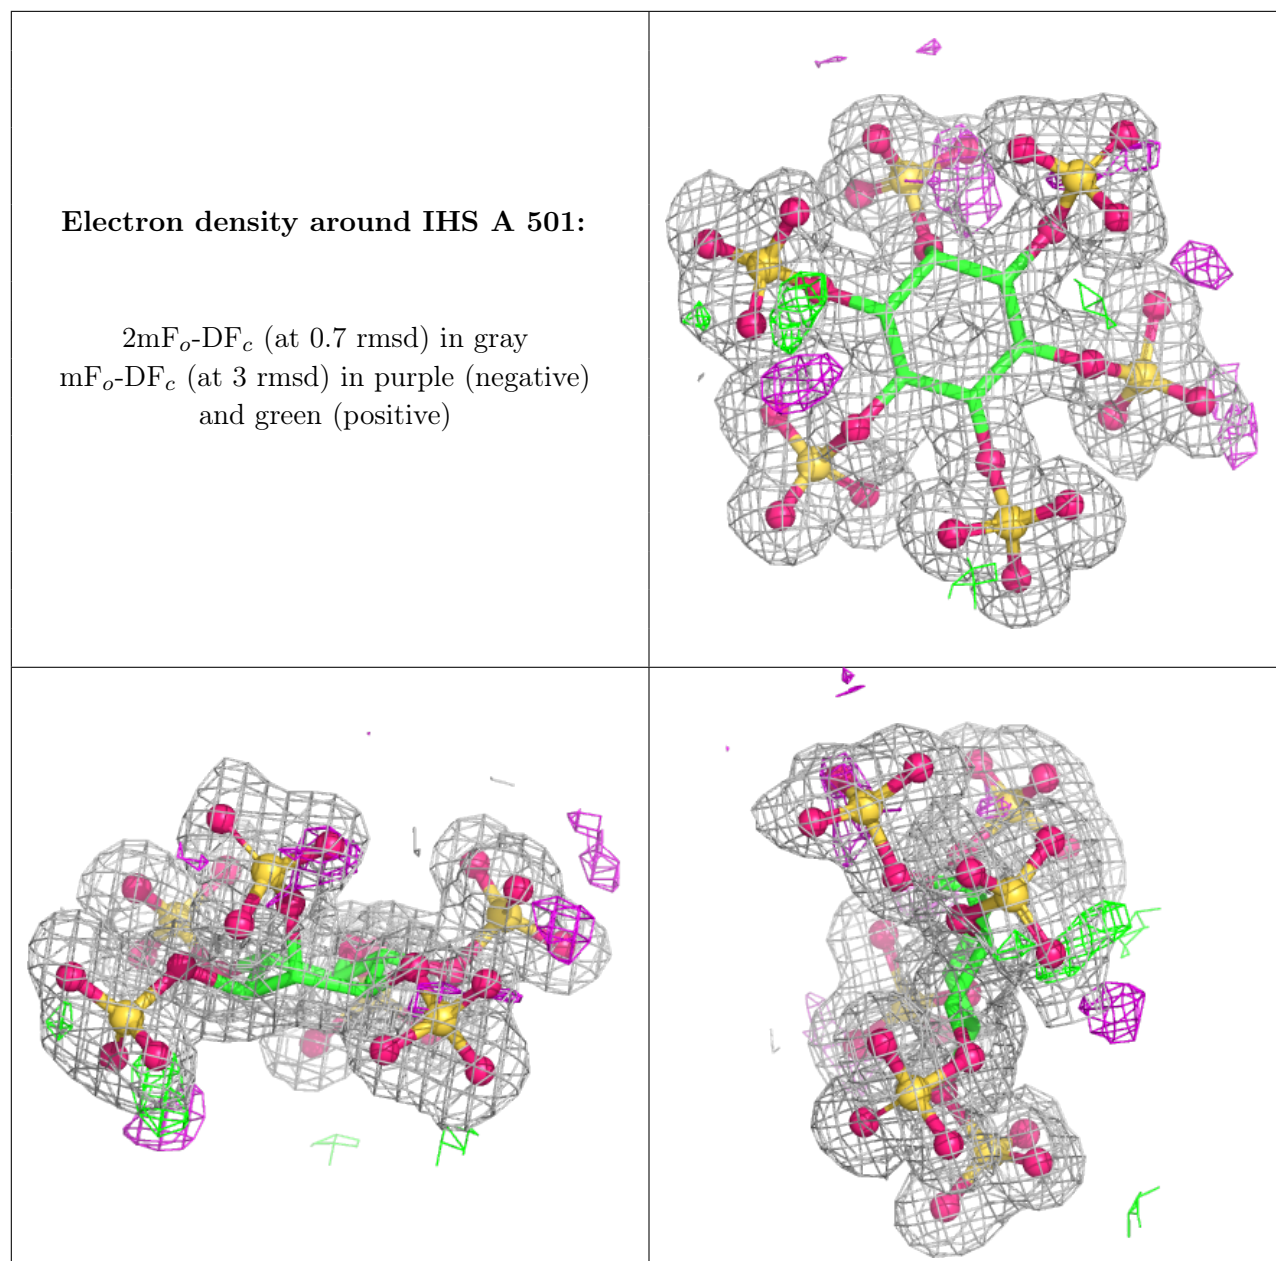 Electron density around IHS A 501:
2mFo-DFc (at 0.7 rmsd) in gray
mFo-DFc (at 3 rmsd) in purple (negative)
and green (positive)